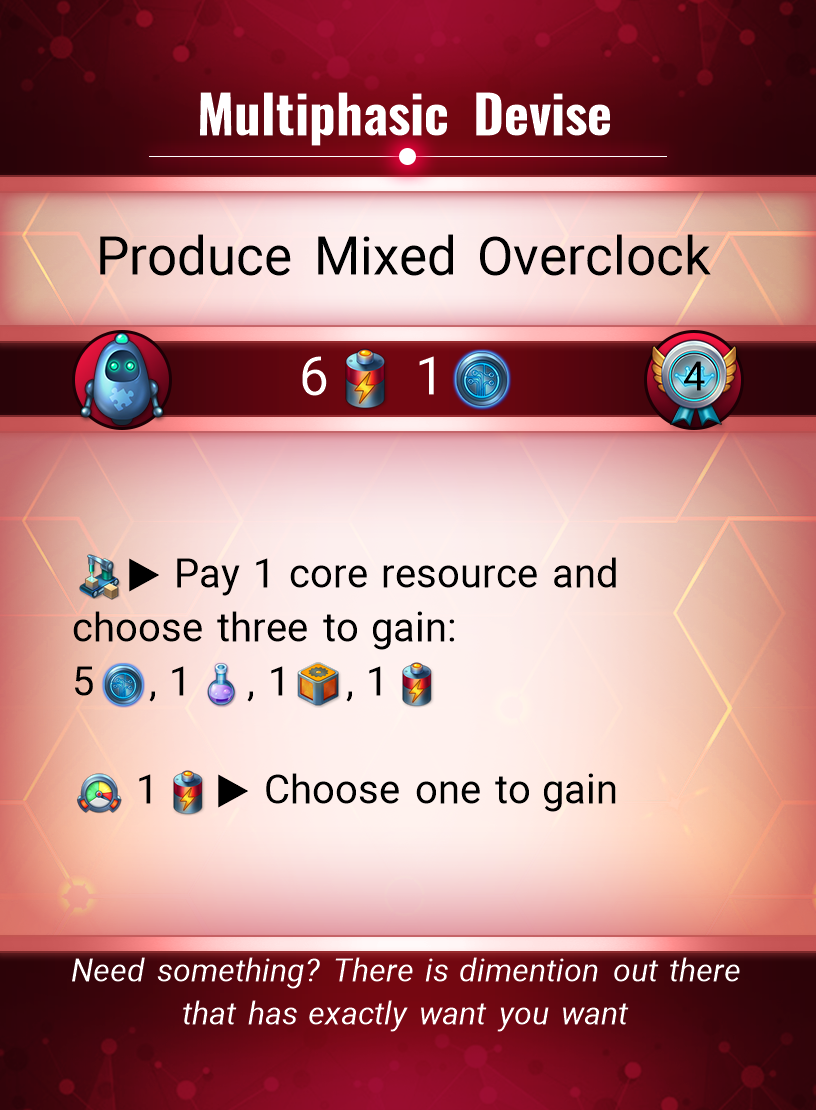 Multiphasic Devise
Produce Mixed Overclock
6 1 4
▶ Pay 1 core resource and
choose three to gain:
5 , 1 , 1 , 1
1 ▶ Choose one to gain
Need something? There is dimention out there
that has exactly want you want